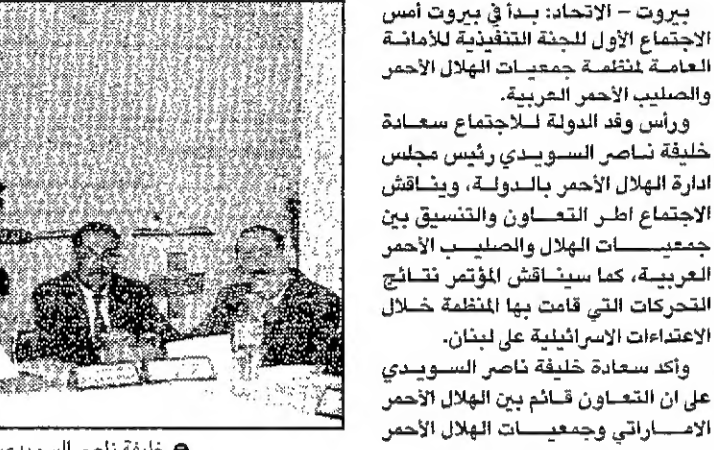 بيروت – الاتحاد: بدأ في بيروت أمس
الاجتماع الأول للجنة التنفيذية للأمانة
العامة لمنظمة جمعيات الهلال الأحمر
والصليب الأحمر العربية.
ورأس وفد الدولة للاجتماع سعادة
خليفة ناصر السويدي رئيس مجلس
ادارة الهلال الأحمر بالدولة، ويناقش
الاجتماع اطر التعاون والتنسيق بين
جمعيات الهلال والصليب الأحمر
العربية، كما سيناقش المؤتمر نتائج
التحركات التي قامت بها المنظمة خلال
الاعتداءات الاسرائيلية على لبنان.
وأكد سعادة خليفة ناصر السويدي
على ان التعاون قائم بين الهلال الأحمر
الاماراتي وجمعيات الهلال الأحمر
خليفة ناصر السويدي